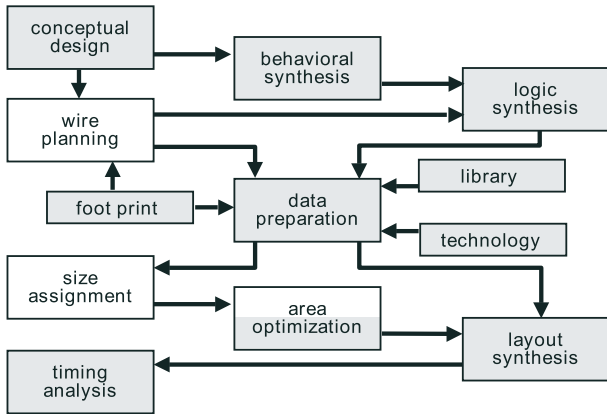 conceptual
design
behavioral
synthesis
logic
synthesis
wire
planning
library
foot print
data
preparation
technology
size
assignment
area
optimization
layout
synthesis
timing
analysis